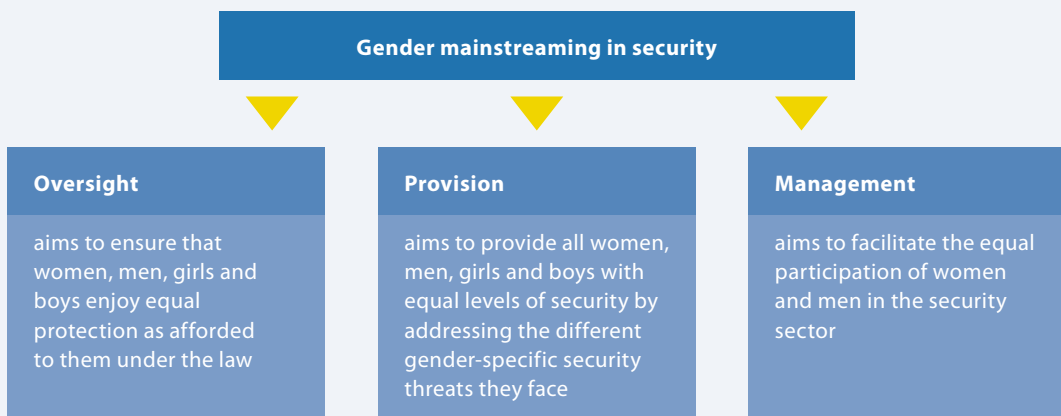 Gender mainstreaming in security
Oversight
aims to ensure that
women, men, girls and
boys enjoy equal
protection as afforded
to them under the law
Provision
aims to provide all women,
men, girls and boys with
equal levels of security by
addressing the different
gender-specific security
threats they face
Management
aims to facilitate the equal
participation of women
and men in the security
sector